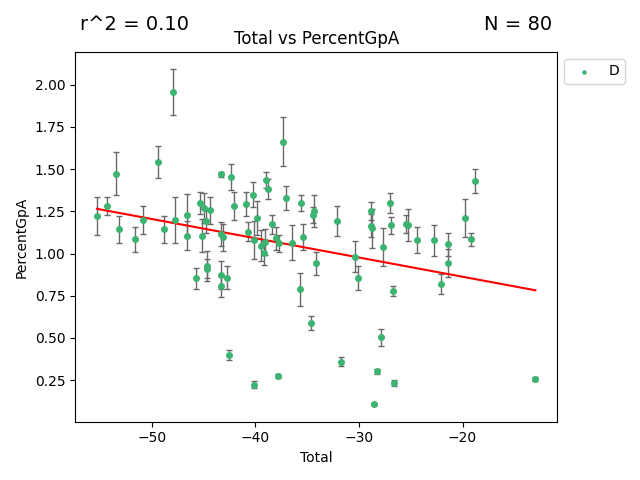 r^2 = 0.10
N = 80
Total vs PercentGpA
D
PercentGpA
2.00
1.75
1.50
1.25
1.00
0.75
0.50
0.25
−50
−40
−30
−20
Total